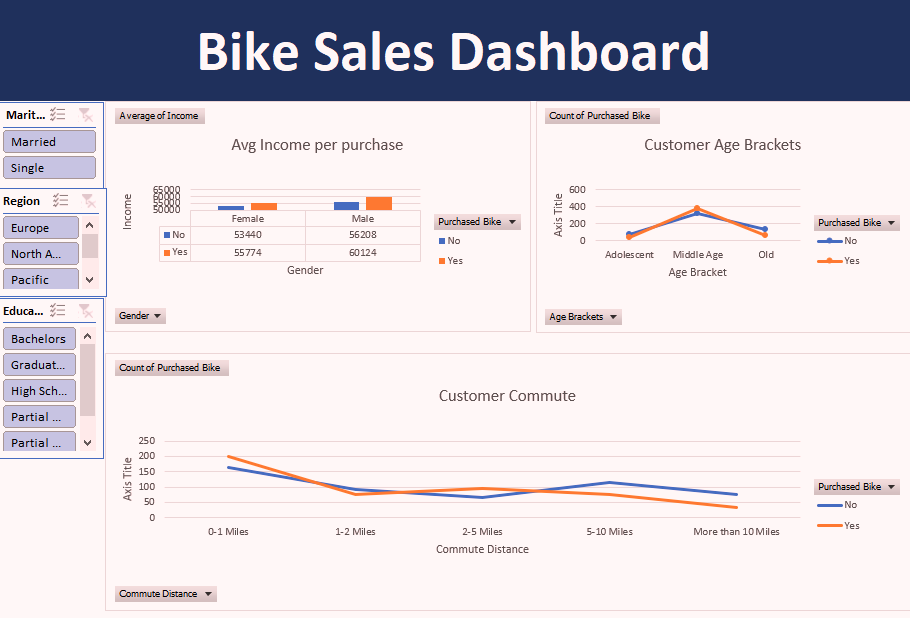 Bike Sales Dashboard
Marit...
Married
Single
Region
Europe
North A...
Pacific
Educa...
Bachelors
Graduat...
High Sch...
Partial ...
Partial ...
Average of Income
Avg Income per purchase
Income
65000
60000
55000
50000
Female Male
No 53440 56208
Yes 55774 60124
Gender
Purchased Bike
No
Yes
Gender
Count of Purchased Bike
Customer Age Brackets
Axis Title
600
400
200
0
Adolescent Middle Age Old
Age Bracket
Purchased Bike
No
Yes
Age Brackets
Count of Purchased Bike
Customer Commute
Axis Title
250
200
150
100
50
0
0-1 Miles 1-2 Miles 2-5 Miles 5-10 Miles More than 10 Miles
Commute Distance
Purchased Bike
No
Yes
Commute Distance